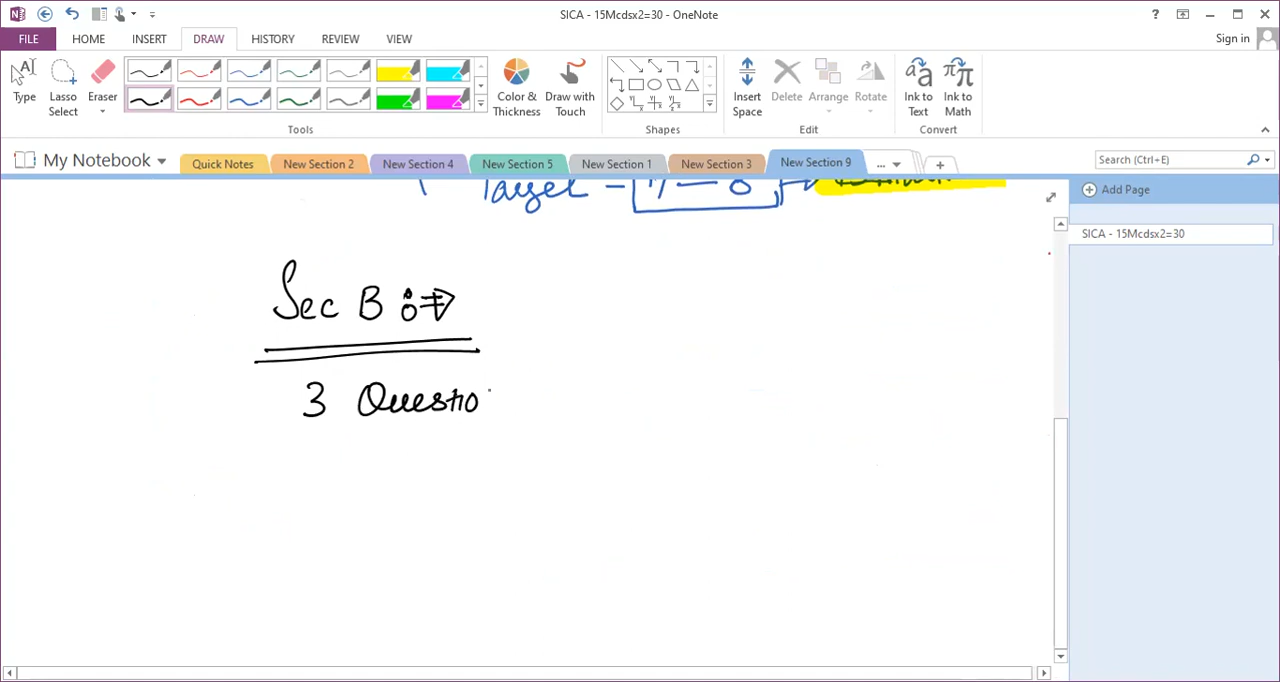 SICA - 15Mcdsx2=30 - OneNote
?
Sign in
FILE HOME INSERT DRAW HISTORY REVIEW VIEW
Type
Lasso Select
Eraser
Color & Thickness
Draw with Touch
Insert Space
Delete
Arrange
Rotate
Ink to Text
Ink to Math
Tools
Shapes
Edit
Convert
My Notebook
Quick Notes New Section 2 New Section 4 New Section 5 New Section 1 New Section 3 New Section 9 ...
Search (Ctrl+E)
Add Page
SICA - 15Mcdsx2=30
Target -
Sec B
3 Questio